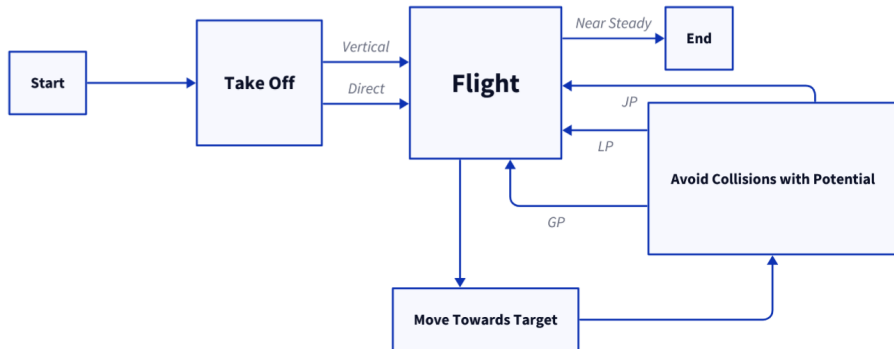 Start
Take Off
Vertical
Direct
Flight
Near Steady
End
JP
LP
GP
Avoid Collisions with Potential
Move Towards Target